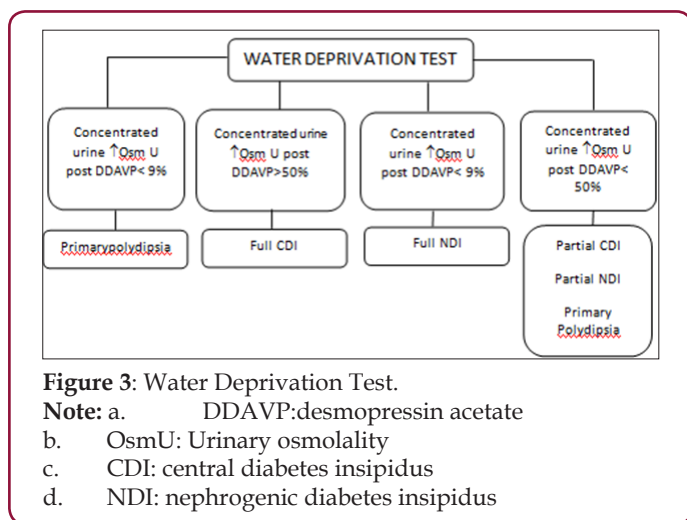 WATER DEPRIVATION TEST
Concentrated
urine ↑Osm U
post DDAVP< 9%
Concentrated urine
↑Osm U post
DDAVP>50%
Concentrated
urine ↑Osm U
post DDAVP< 9%
Concentrated
urine ↑Osm U
post DDAVP<
50%
Primarypolydipsia
Full CDI
Full NDI
Partial CDI
Partial NDI
Primary
Polydipsia
Figure 3: Water Deprivation Test.
Note: a. DDAVP:desmopressin acetate
b. OsmU: Urinary osmolality
c. CDI: central diabetes insipidus
d. NDI: nephrogenic diabetes insipidus